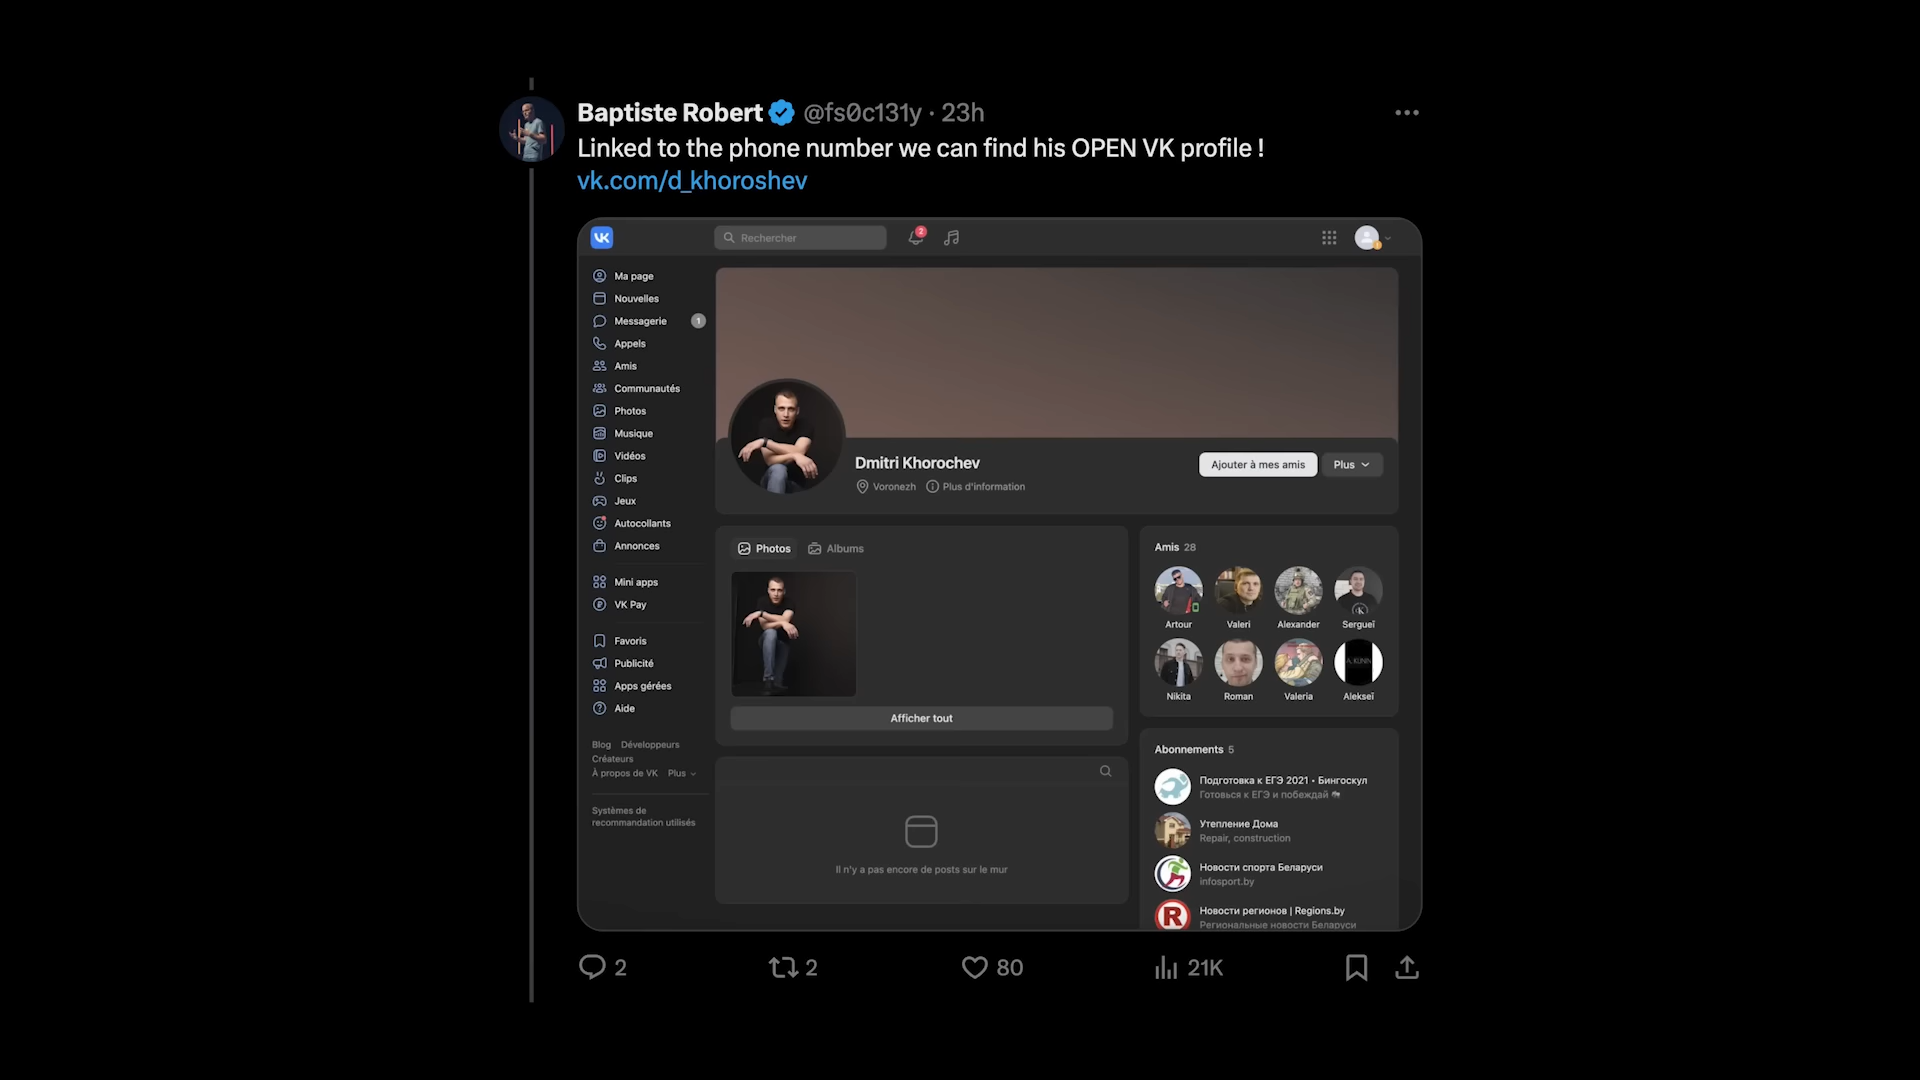 Baptiste Robert @fs0c131y · 23h
Linked to the phone number we can find his OPEN VK profile !
vk.com/d_khoroshev
Rechercher
2
Ma page
Nouvelles
Messagerie 1
Appels
Amis
Communautés
Photos
Musique
Vidéos
Clips
Jeux
Autocollants
Annonces
Mini apps
VK Pay
Favoris
Publicité
Apps gérées
Aide
Blog Développeurs
Créateurs
À propos de VK Plus
Systèmes de
recommandation utilisés
Dmitri Khorochev
Voronezh Plus d'information
Ajouter à mes amis Plus
Photos Albums
Afficher tout
Il n'y a pas encore de posts sur le mur
Amis 28
Artour Valeri Alexander Sergueï
Nikita Roman Valeria Alekseï
Abonnements 5
Подготовка к ЕГЭ 2021 • Бингоскул
Готовься к ЕГЭ и побеждай
Утепление Дома
Repair, construction
Новости спорта Беларуси
infosport.by
Новости регионов | Regions.by
Региональные новости Беларуси
2 2 80 21K